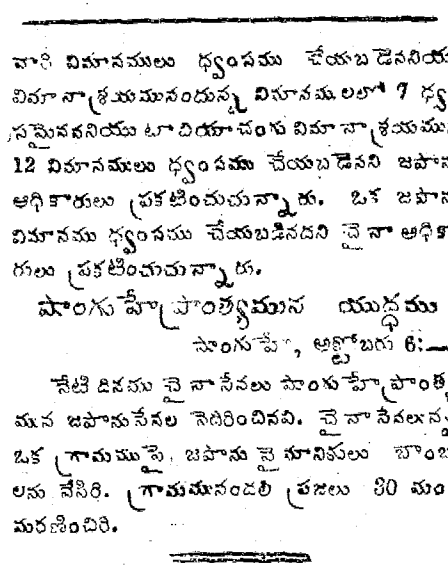 వారి విమానములు ధ్వంసము చేయబడెననియు
విమానాశ్రయమునందున్న విమానములలో 7 ధ్వ
సమైనవనియు టాచియాచంగు విమానాశ్రయము
12 విమానములు ధ్వంసము చేయబడెనని జపాన
అధికారులు ప్రకటించుచున్నారు. ఒక జపాన
విమానము ధ్వంసము చేయబడినదని చైనా అధికా
రులు ప్రకటించుచున్నారు.
షాంగుహే ప్రాంత్యమున యుద్ధము
షాంగుహే, అక్టోబరు 6:—
నేటి దినము చైనాసేనలు షాంగుహే ప్రాంత్య
మున జపానుసేనల నెదిరించినవి. చైనాసేనలున్న
ఒక గ్రామముపై, జపాను సైనికులు బాంబు
లను వేసిరి. గ్రామమునందలి ప్రజలు 30 మం
మరణించిరి.